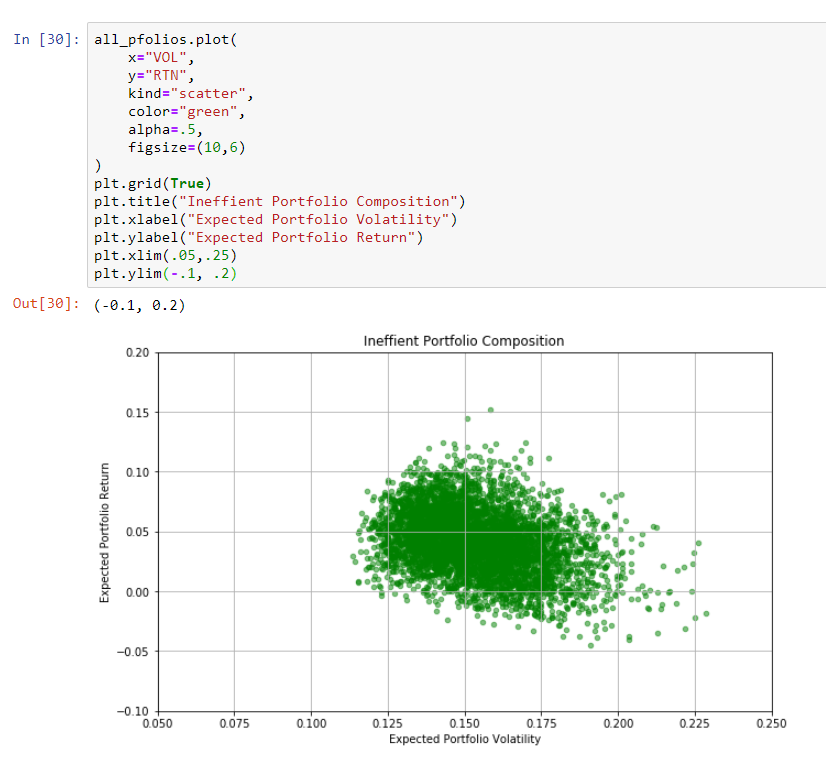 In [30]: all_pfolios.plot(
x="VOL",
y="RTN",
kind="scatter",
color="green",
alpha=.5,
figsize=(10,6)
)
plt.grid(True)
plt.title("Ineffient Portfolio Composition")
plt.xlabel("Expected Portfolio Volatility")
plt.ylabel("Expected Portfolio Return")
plt.xlim(.05,.25)
plt.ylim(-.1, .2)
Out[30]: (-0.1, 0.2)
Ineffient Portfolio Composition
0.20
0.15
0.10
0.05
0.00
−0.05
−0.10
Expected Portfolio Return
0.050 0.075 0.100 0.125 0.150 0.175 0.200 0.225 0.250
Expected Portfolio Volatility